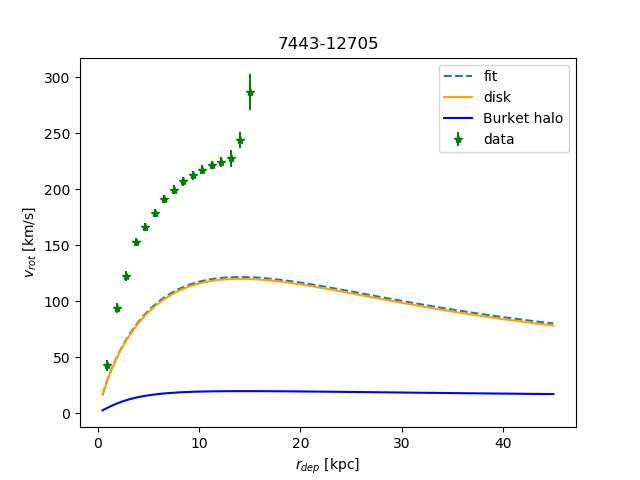 7443-12705
fit
disk
Burket halo
data
v_rot [km/s]
300
250
200
150
100
50
0
0 10 20 30 40
r_dep [kpc]